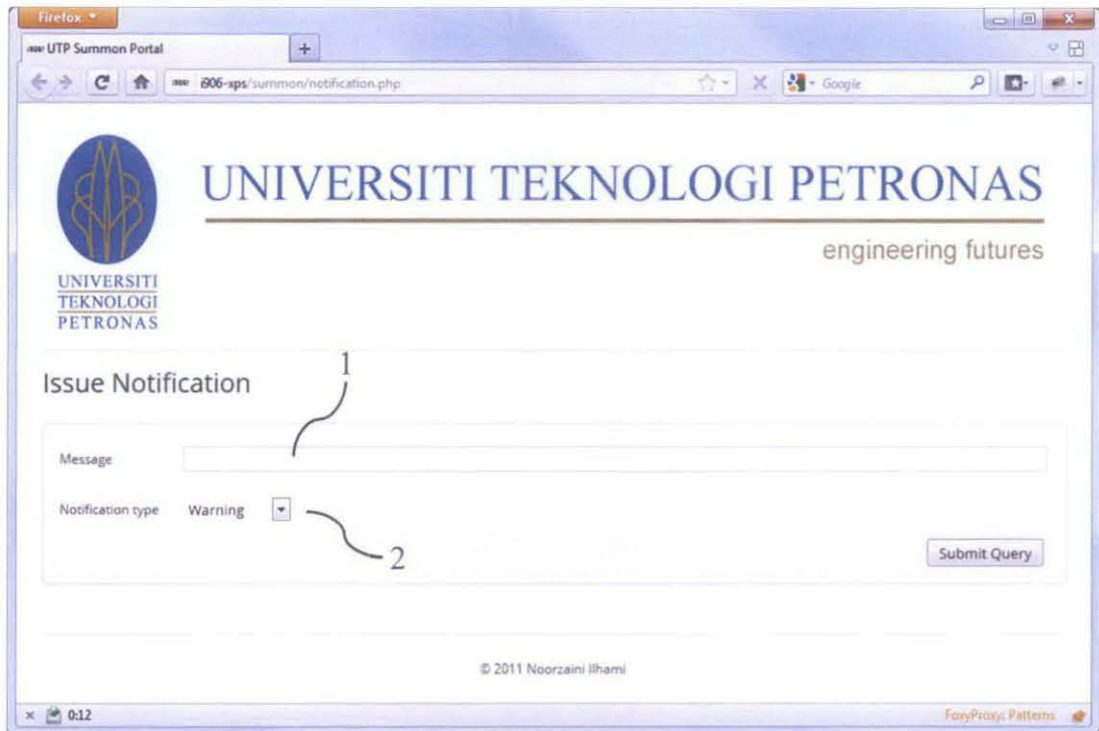 Firefox
UTP Summon Portal
+
i906-xps/summon/notification.php
Google
UNIVERSITI TEKNOLOGI PETRONAS
engineering futures
UNIVERSITI
TEKNOLOGI
PETRONAS
Issue Notification
1
Message
Notification type Warning
2
Submit Query
© 2011 Noorzaini Ilhami
× 0:12
FoxyProxy: Patterns